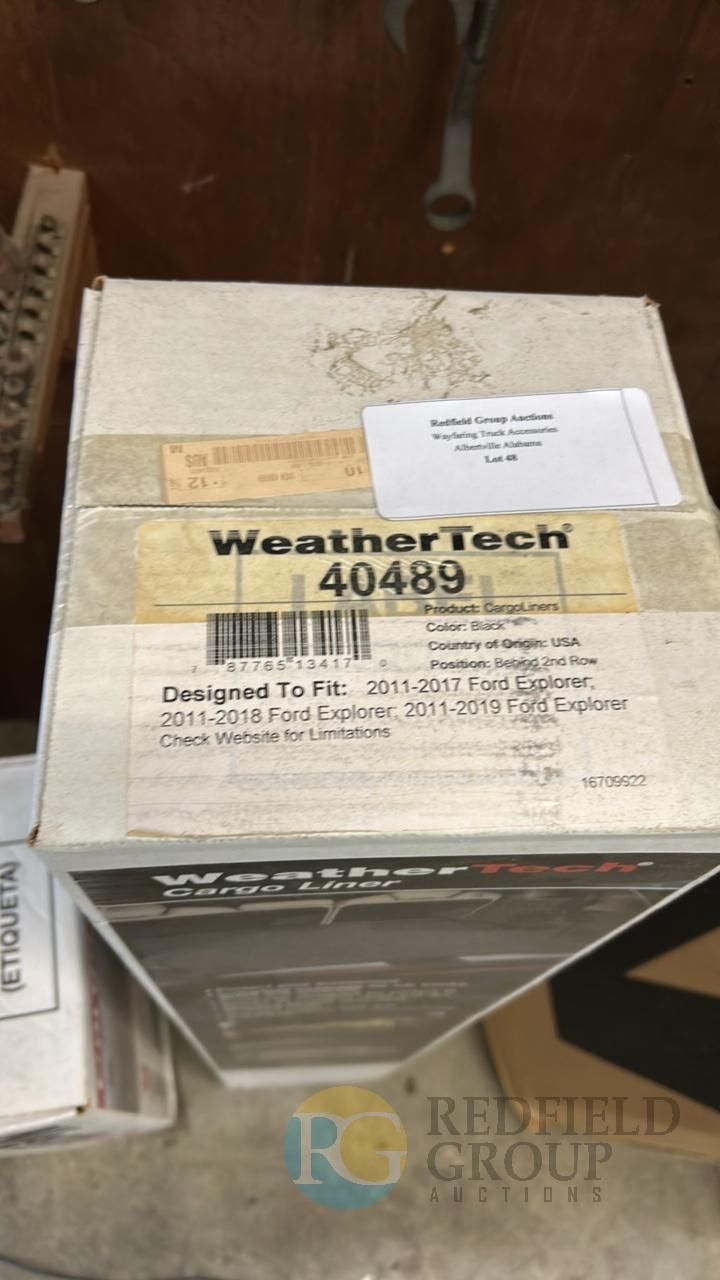 Redfield Group Auctions
Wayfaring Truck Accessories
Albertville Alabama
Lot 48
WeatherTech®
40489
Product: CargoLiners
Color: Black
Country of Origin: USA
Position: Behind 2nd Row
7 87765 13417 0
Designed To Fit: 2011-2017 Ford Explorer;
2011-2018 Ford Explorer; 2011-2019 Ford Explorer
Check Website for Limitations
16709922
WeatherTech®
Cargo Liner
(ETIQUETA)
RG REDFIELD
GROUP
AUCTIONS